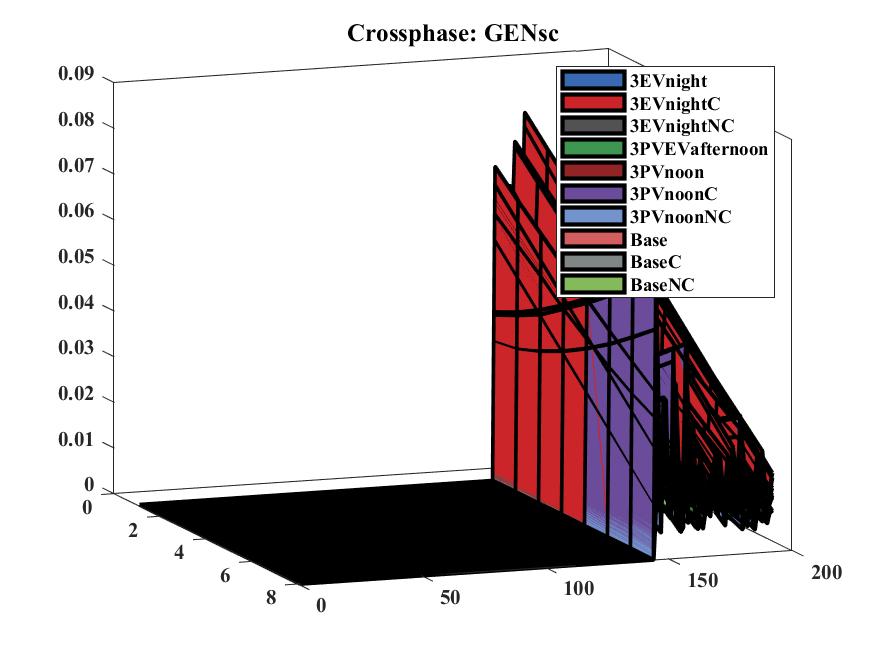 Crossphase: GENsc
3EVnight
3EVnightC
3EVnightNC
3PVEVafternoon
3PVnoon
3PVnoonC
3PVnoonNC
Base
BaseC
BaseNC
0.09
0.08
0.07
0.06
0.05
0.04
0.03
0.02
0.01
0
0
2
4
6
8
0
50
100
150
200